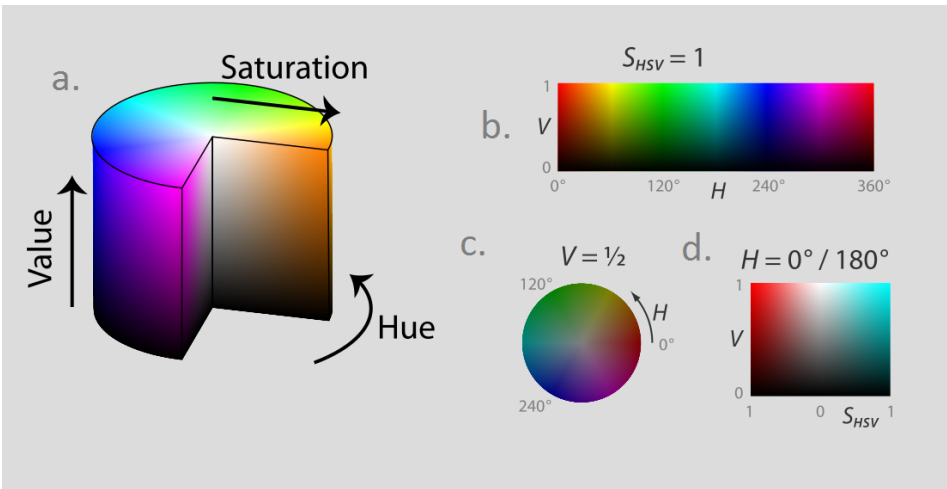 a.
Saturation
Value
Hue
b.
S_HSV = 1
1
V
0
0° 120° 240° 360°
H
c.
V = ½
120°
H
0°
240°
d.
H = 0° / 180°
1
V
0
1 0 S_HSV 1